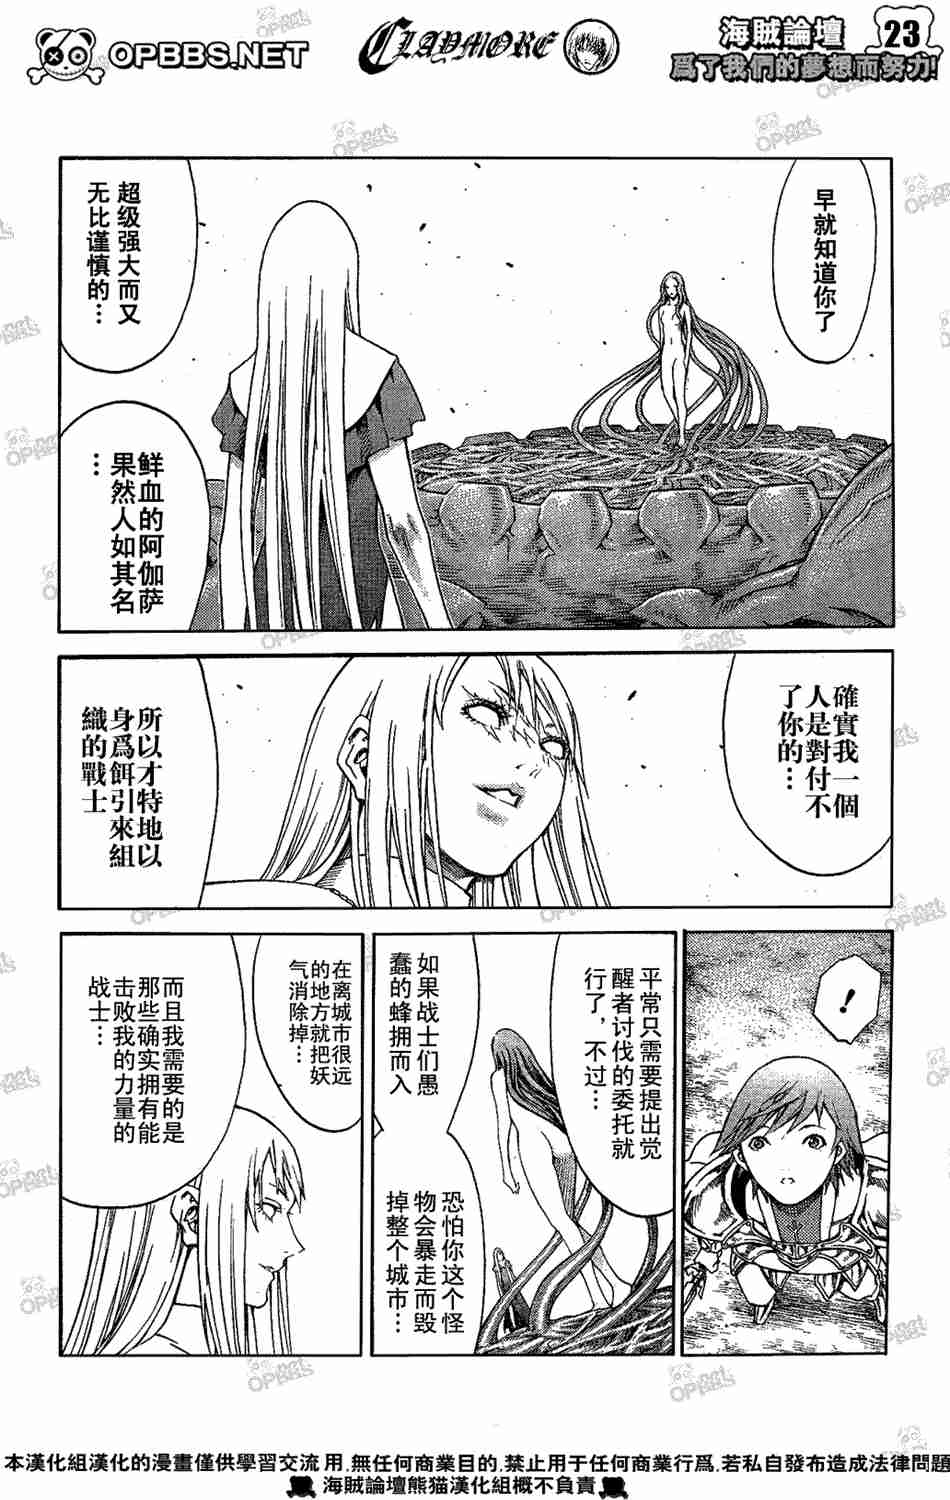 OPBBS.NET
CLAYMORE
海賊論壇
23
爲了我們的夢想而努力!
早就知道你了
超级强大而又
无比谨慎的…
鲜血的阿伽萨
果然人如其名
…
確實我一個
人是對付不
了你的…
所以才特地以
身爲餌引來組
織的戰士
!
平常只需要提出觉
醒者讨伐的委托就
行了，不过…
如果战士们愚
蠢的蜂拥而入
恐怕你这个怪
物会暴走而毁
掉整个城市…
在离城市很远
的地方就把妖
气消除掉…
而且我需要的是
那些确实拥有能
击败我的力量的
战士…
本漢化組漢化的漫畫僅供學習交流用.無任何商業目的.禁止用于任何商業行爲.若私自發布造成法律問題
海賊論壇熊猫漢化組概不負責